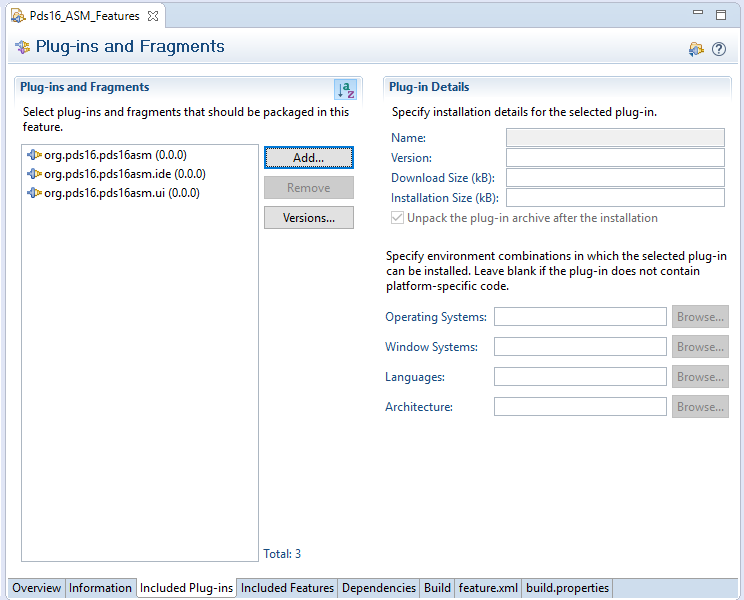 Pds16_ASM_Features
Plug-ins and Fragments
Plug-ins and Fragments
Select plug-ins and fragments that should be packaged in this
feature.
org.pds16.pds16asm (0.0.0)
org.pds16.pds16asm.ide (0.0.0)
org.pds16.pds16asm.ui (0.0.0)
Add...
Remove
Versions...
Total: 3
Plug-in Details
Specify installation details for the selected plug-in.
Name:
Version:
Download Size (kB):
Installation Size (kB):
Unpack the plug-in archive after the installation
Specify environment combinations in which the selected plug-in
can be installed. Leave blank if the plug-in does not contain
platform-specific code.
Operating Systems: Browse...
Window Systems: Browse...
Languages: Browse...
Architecture: Browse...
Overview Information Included Plug-ins Included Features Dependencies Build feature.xml build.properties